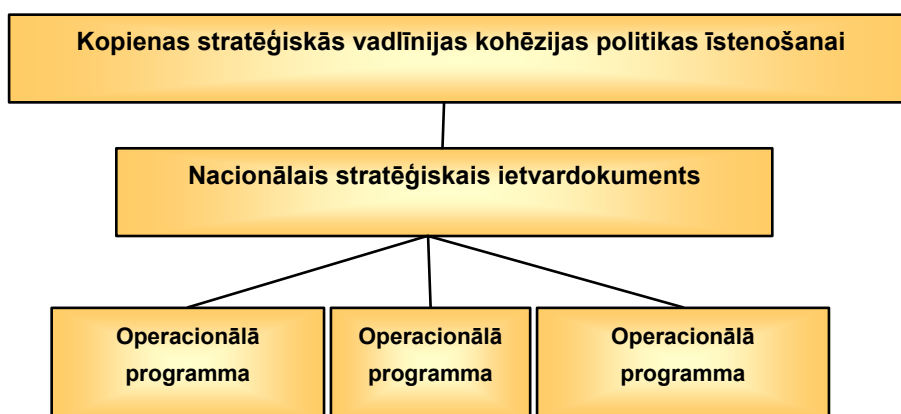 Kopienas stratēģiskās vadlīnijas kohēzijas politikas īstenošanai
Nacionālais stratēģiskais ietvardokuments
Operacionālā
programma
Operacionālā
programma
Operacionālā
programma